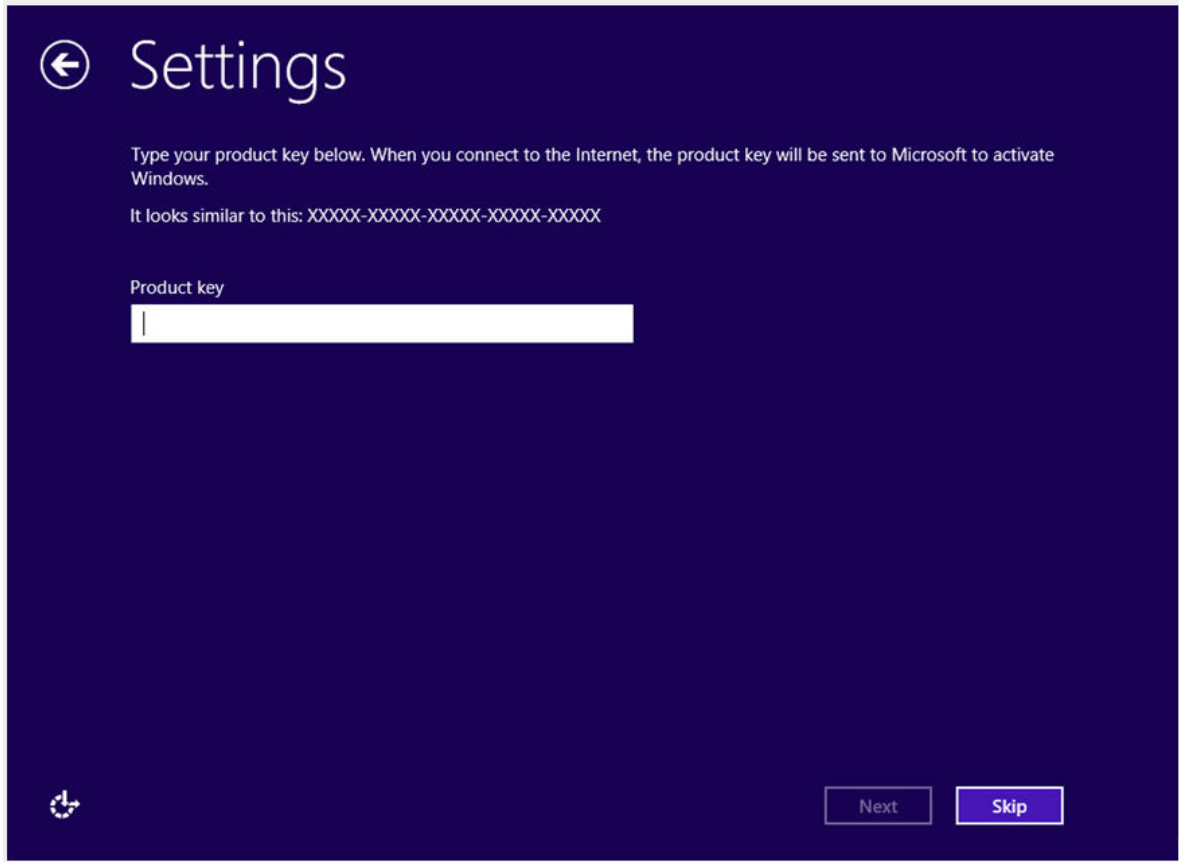 Settings
Type your product key below. When you connect to the Internet, the product key will be sent to Microsoft to activate
Windows.
It looks similar to this: XXXXX-XXXXX-XXXXX-XXXXX-XXXXX
Product key
Next
Skip